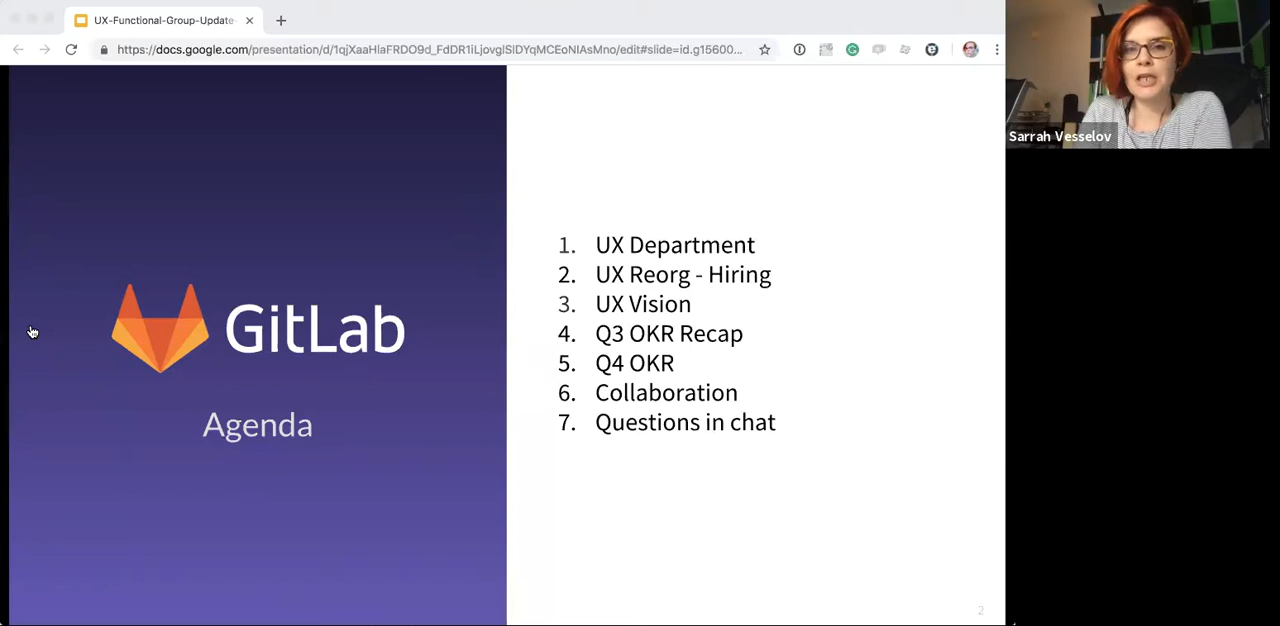 UX-Functional-Group-Update-
https://docs.google.com/presentation/d/1qjXaaHlaFRDO9d_FdDR1iLjovglSlDYqMCEoNIAsMno/edit#slide=id.g15600...
Sarrah Vesselov
GitLab
Agenda
1. UX Department
2. UX Reorg - Hiring
3. UX Vision
4. Q3 OKR Recap
5. Q4 OKR
6. Collaboration
7. Questions in chat
2